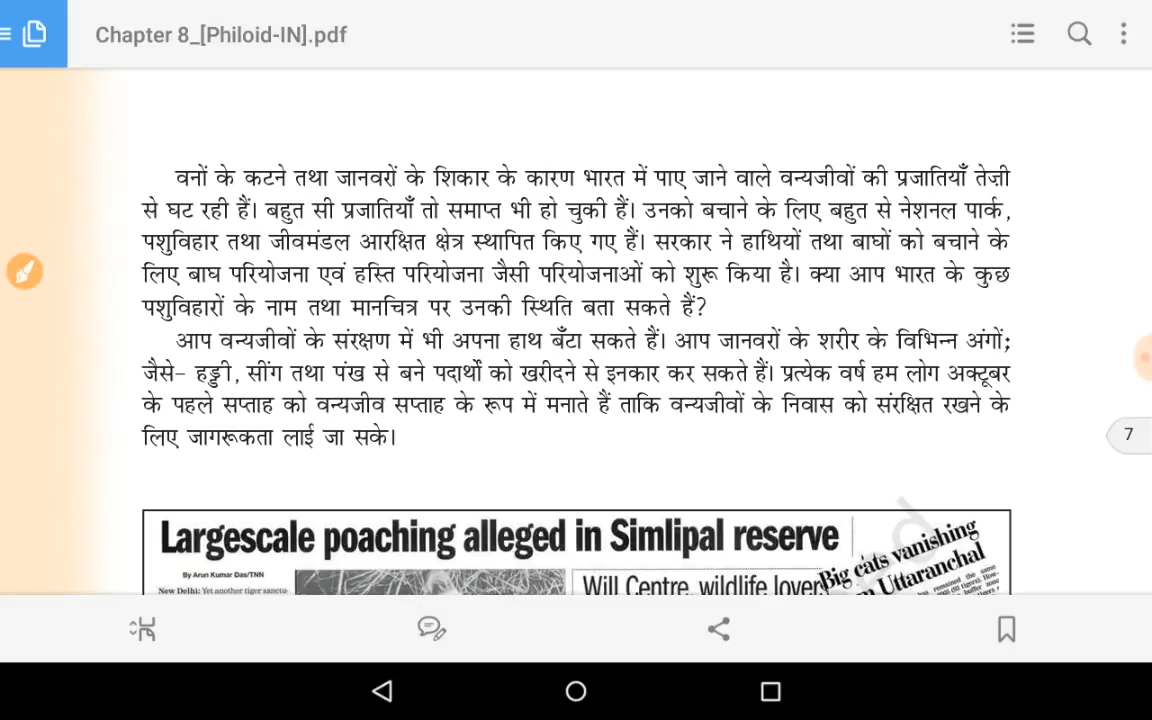 Chapter 8_[Philoid-IN].pdf
वनों के कटने तथा जानवरों के शिकार के कारण भारत में पाए जाने वाले वन्यजीवों की प्रजातियाँ तेज़ी
से घट रही हैं। बहुत सी प्रजातियाँ तो समाप्त भी हो चुकी हैं। उनको बचाने के लिए बहुत से नेशनल पार्क,
पशुविहार तथा जीवमंडल आरक्षित क्षेत्र स्थापित किए गए हैं। सरकार ने हाथियों तथा बाघों को बचाने के
लिए बाघ परियोजना एवं हस्ति परियोजना जैसी परियोजनाओं को शुरू किया है। क्या आप भारत के कुछ
पशुविहारों के नाम तथा मानचित्र पर उनकी स्थिति बता सकते हैं?
आप वन्यजीवों के संरक्षण में भी अपना हाथ बँटा सकते हैं। आप जानवरों के शरीर के विभिन्न अंगों;
जैसे– हड्डी, सींग तथा पंख से बने पदार्थों को खरीदने से इनकार कर सकते हैं। प्रत्येक वर्ष हम लोग अक्टूबर
के पहले सप्ताह को वन्यजीव सप्ताह के रूप में मनाते हैं ताकि वन्यजीवों के निवास को संरक्षित रखने के
लिए जागरूकता लाई जा सके।
7
Largescale poaching alleged in Simlipal reserve
By Arun Kumar Das/TNN
New Delhi: Yet another tiger sanctu-
Will Centre, wildlife lover
Big cats vanishing
Uttaranchal